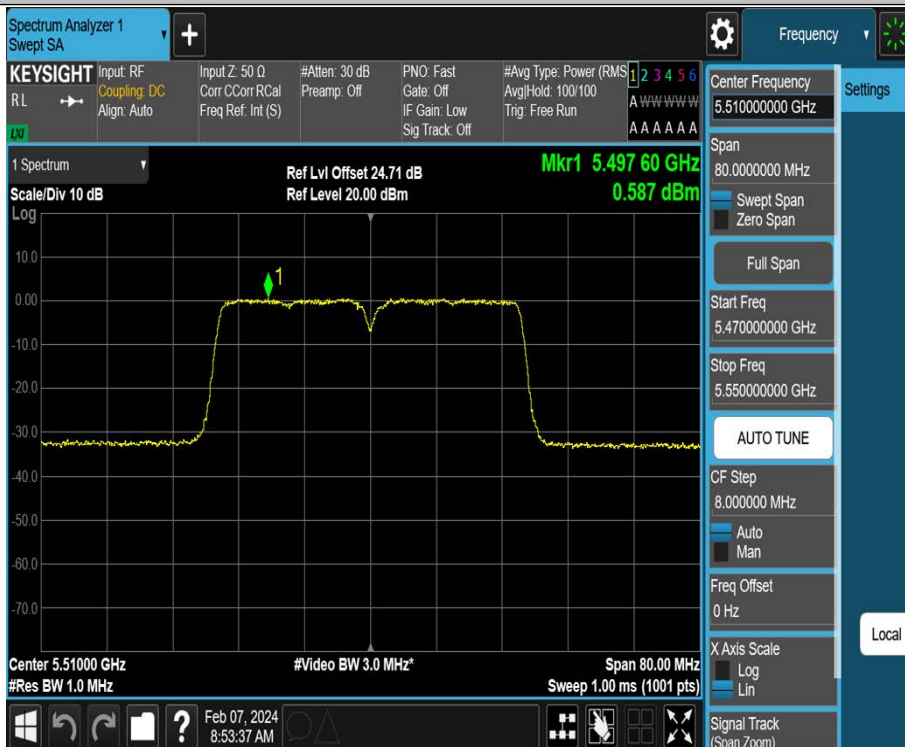 Spectrum Analyzer 1
Swept SA
+
Frequency
KEYSIGHT
RL
LXI
Input: RF
Coupling: DC
Align: Auto
Input Z: 50 Ω
Corr CCorr RCal
Freq Ref: Int (S)
#Atten: 30 dB
Preamp: Off
PNO: Fast
Gate: Off
IF Gain: Low
Sig Track: Off
#Avg Type: Power (RMS
Avg|Hold: 100/100
Trig: Free Run
1 2 3 4 5 6
A W W W W W
A A A A A A
1 Spectrum
Scale/Div 10 dB
Log
Ref Lvl Offset 24.71 dB
Ref Level 20.00 dBm
Mkr1 5.497 60 GHz
0.587 dBm
10.0
0.00
-10.0
-20.0
-30.0
-40.0
-50.0
-60.0
-70.0
1
Center 5.51000 GHz
#Res BW 1.0 MHz
#Video BW 3.0 MHz*
Span 80.00 MHz
Sweep 1.00 ms (1001 pts)
?
Feb 07, 2024
8:53:37 AM
Center Frequency
5.510000000 GHz
Span
80.0000000 MHz
Swept Span
Zero Span
Full Span
Start Freq
5.470000000 GHz
Stop Freq
5.550000000 GHz
AUTO TUNE
CF Step
8.000000 MHz
Auto
Man
Freq Offset
0 Hz
X Axis Scale
Log
Lin
Signal Track
(Span Zoom)
Settings
Local